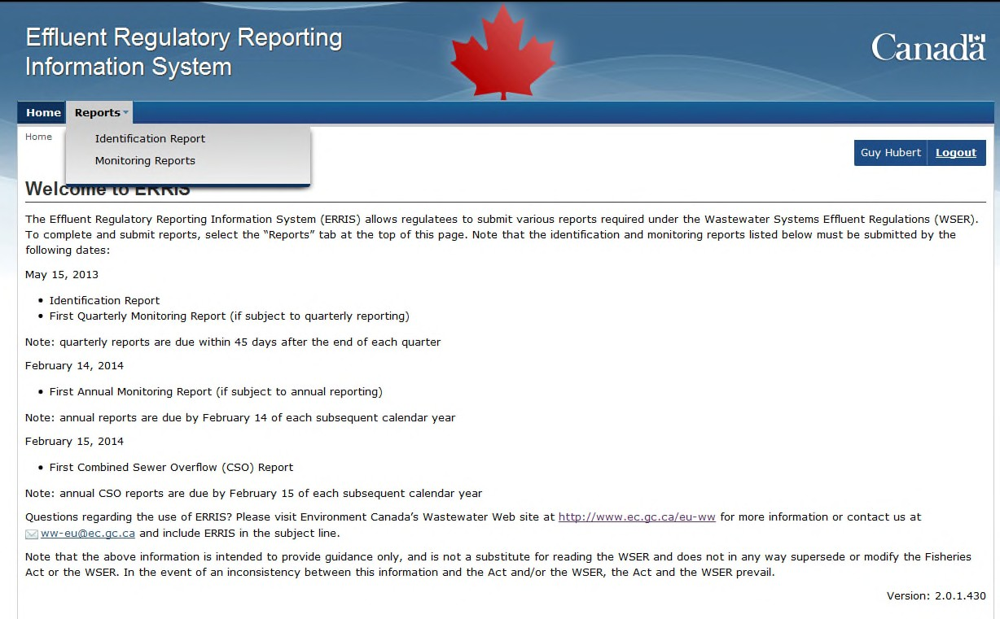 Effluent Regulatory Reporting
Information System
Canada
Home Reports
Home
Identification Report
Monitoring Reports
Guy Hubert Logout
Welcome to ERRIS
The Effluent Regulatory Reporting Information System (ERRIS) allows regulatees to submit various reports required under the Wastewater Systems Effluent Regulations (WSER).
To complete and submit reports, select the “Reports” tab at the top of this page. Note that the identification and monitoring reports listed below must be submitted by the
following dates:
May 15, 2013
• Identification Report
• First Quarterly Monitoring Report (if subject to quarterly reporting)
Note: quarterly reports are due within 45 days after the end of each quarter
February 14, 2014
• First Annual Monitoring Report (if subject to annual reporting)
Note: annual reports are due by February 14 of each subsequent calendar year
February 15, 2014
• First Combined Sewer Overflow (CSO) Report
Note: annual CSO reports are due by February 15 of each subsequent calendar year
Questions regarding the use of ERRIS? Please visit Environment Canada’s Wastewater Web site at http://www.ec.gc.ca/eu-ww for more information or contact us at
ww-eu@ec.gc.ca and include ERRIS in the subject line.
Note that the above information is intended to provide guidance only, and is not a substitute for reading the WSER and does not in any way supersede or modify the Fisheries
Act or the WSER. In the event of an inconsistency between this information and the Act and/or the WSER, the Act and the WSER prevail.
Version: 2.0.1.430